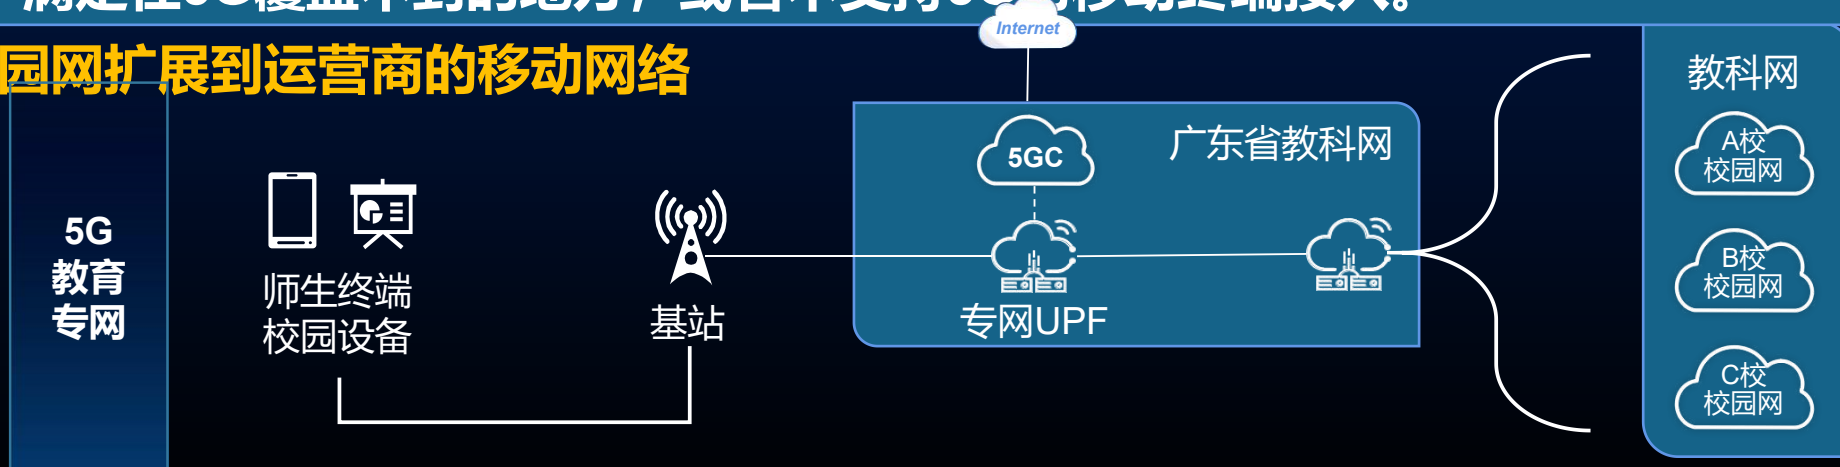 Internet
园网扩展到运营商的移动网络
教科网
A校
校园网
5GC
广东省教科网
5G
教育
专网
师生终端
校园设备
基站
专网UPF
B校
校园网
C校
校园网